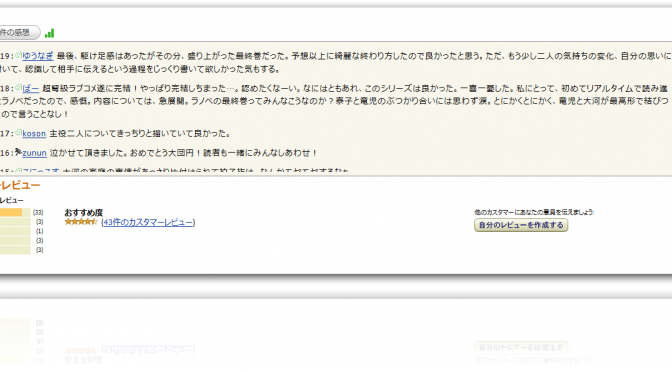 件の感想
19: ゆうなぎ 最後、駆け足感はあったがその分、盛り上がった最終巻だった。予想以上に綺麗な終わり方したので良かったと思う。ただ、もう少し二人の気持ちの変化、自分の思いに
いて、認識して相手に伝えるという過程をじっくり書いて欲しかった気もする。
18: ばー 超弩級ラブコメ遂に完結！やっぱり完結しちまった…。認めたくなーい。なにはともあれ、このシリーズは良かった。一喜一憂した。私にとって、初めてリアルタイムで読み進
ラノベだったので、感慨。内容については、急展開。ラノベの最終巻ってみんなこうなのか？泰子と竜児のぶつかり合いには思わず涙。とにかくとにかく、竜児と大河が最高形で結びつ
ので言うことなし！
17: koson 主役二人についてきっちりと描いていて良かった。
16: zunun 泣かせて頂きました。おめでとう大団円！読者も一緒にみんなしあわせ！
レビュー
レビュー
(33)
(3)
(1)
(3)
(3)
おすすめ度
(43件のカスタマーレビュー)
他のカスタマーにあなたの意見を伝えましょう
自分のレビューを作成する